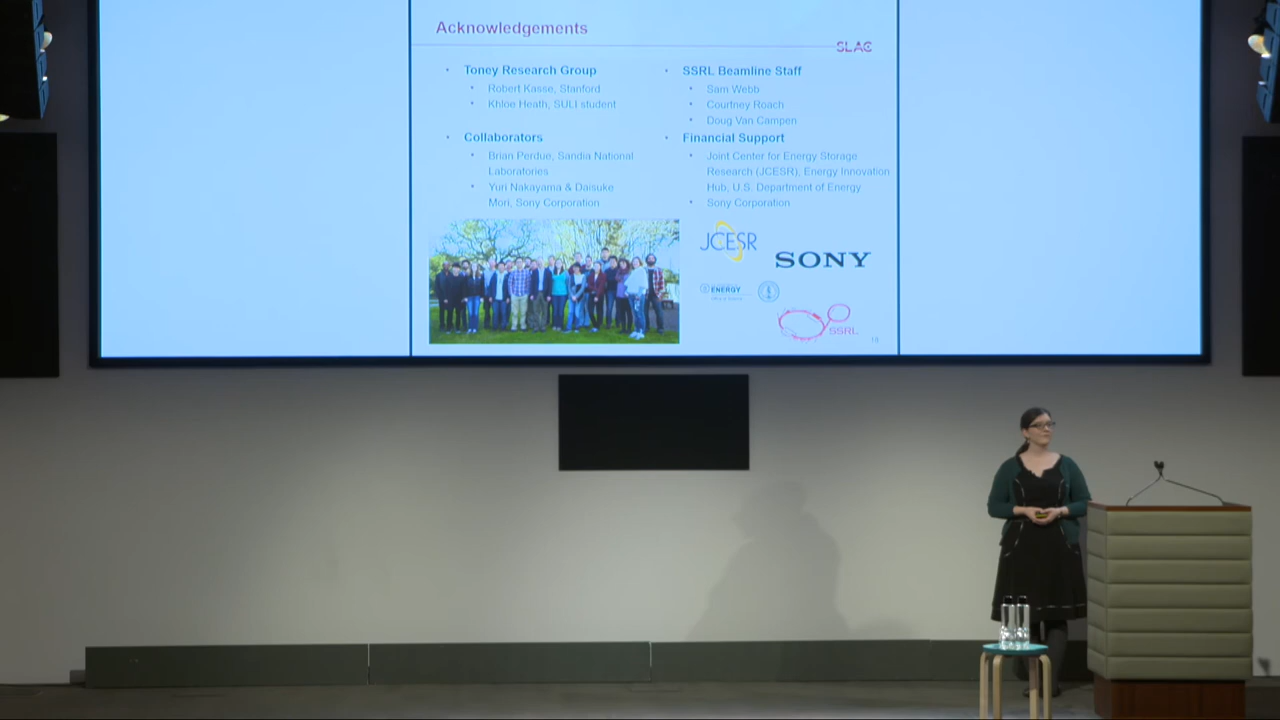 Acknowledgements
SLAC
Toney Research Group
Robert Kasse, Stanford
Khloe Heath, SULI student
Collaborators
Brian Perdue, Sandia National
Laboratories
Yuri Nakayama & Daisuke
Mori, Sony Corporation
SSRL Beamline Staff
Sam Webb
Courtney Roach
Doug Van Campen
Financial Support
Joint Center for Energy Storage
Research (JCESR), Energy Innovation
Hub, U.S. Department of Energy
Sony Corporation
JCESR
SONY
ENERGY
SSRL
18